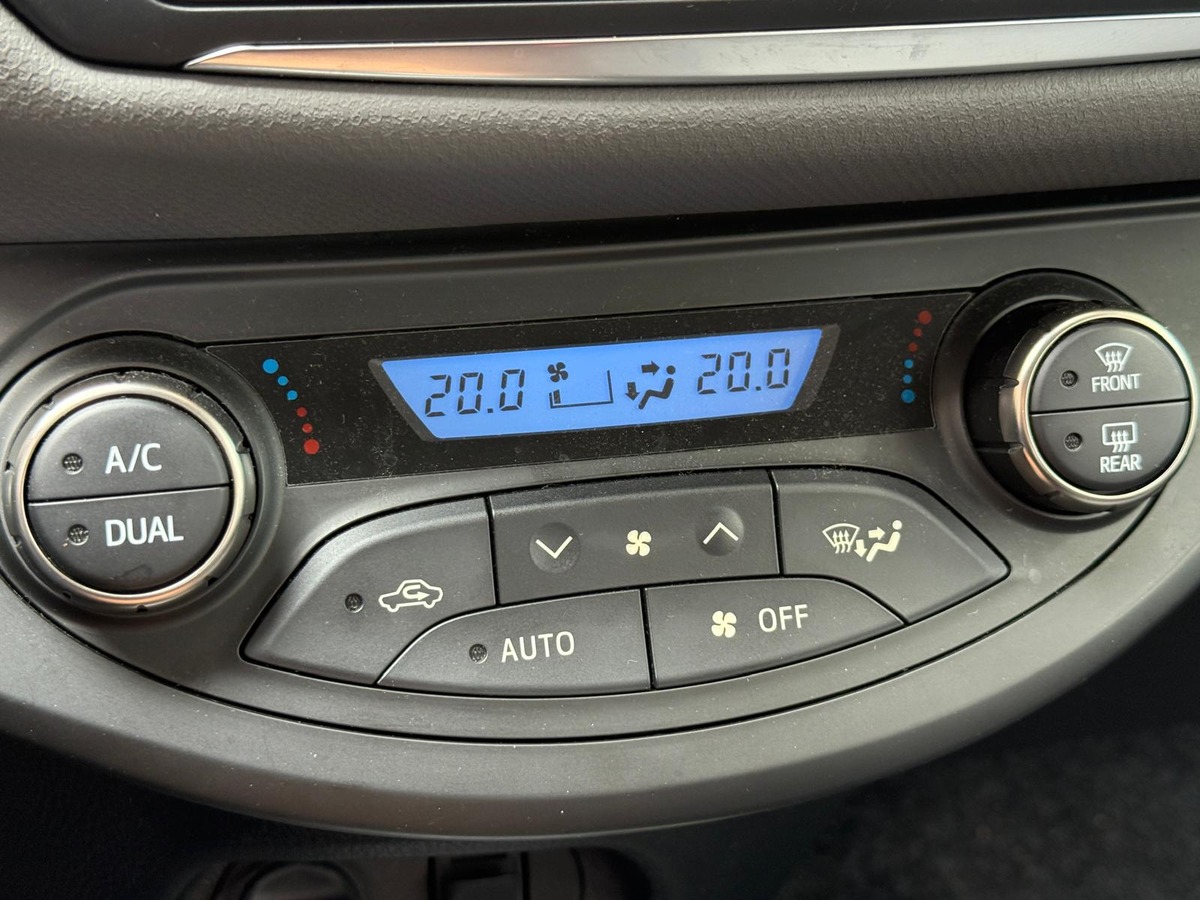 20.0 20.0
FRONT
REAR
A/C
DUAL
AUTO
OFF